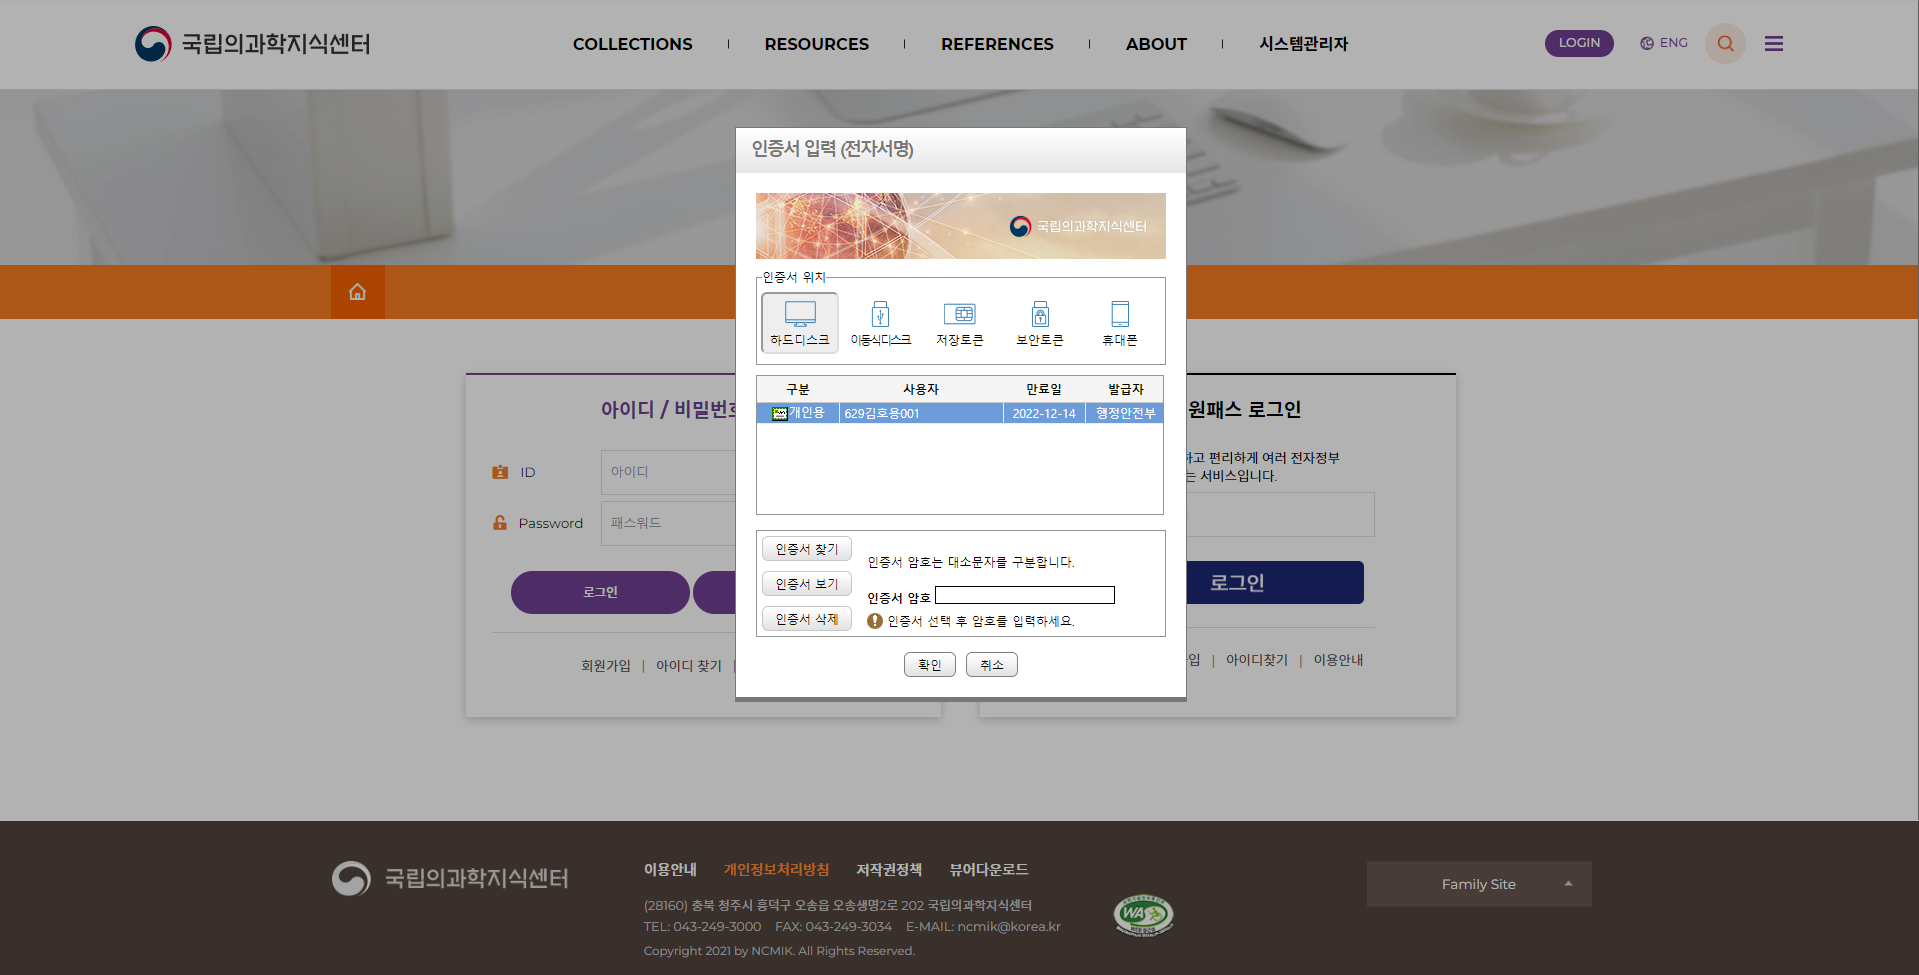 국립의과학지식센터
COLLECTIONS
RESOURCES
REFERENCES
ABOUT
시스템관리자
LOGIN
ENG
인증서 입력 (전자서명)
국립의과학지식센터
인증서 위치
하드디스크
이동식디스크
저장토큰
보안토큰
휴대폰
구분 사용자 만료일 발급자
개인용 629김호용001 2022-12-14 행정안전부
인증서 찾기
인증서 보기
인증서 삭제
인증서 암호는 대소문자를 구분합니다.
인증서 암호
인증서 선택 후 암호를 입력하세요.
확인
취소
아이디 / 비밀번호
ID
아이디
Password
패스워드
로그인
회원가입 | 아이디 찾기 |
원패스 로그인
하고 편리하게 여러 전자정부
는 서비스입니다.
로그인
입 | 아이디찾기 | 이용안내
국립의과학지식센터
이용안내
개인정보처리방침
저작권정책
뷰어다운로드
(28160) 충북 청주시 흥덕구 오송읍 오송생명2로 202 국립의과학지식센터
TEL: 043-249-3000 FAX: 043-249-3034 E-MAIL: ncmik@korea.kr
Copyright 2021 by NCMIK. All Rights Reserved.
WA
Family Site